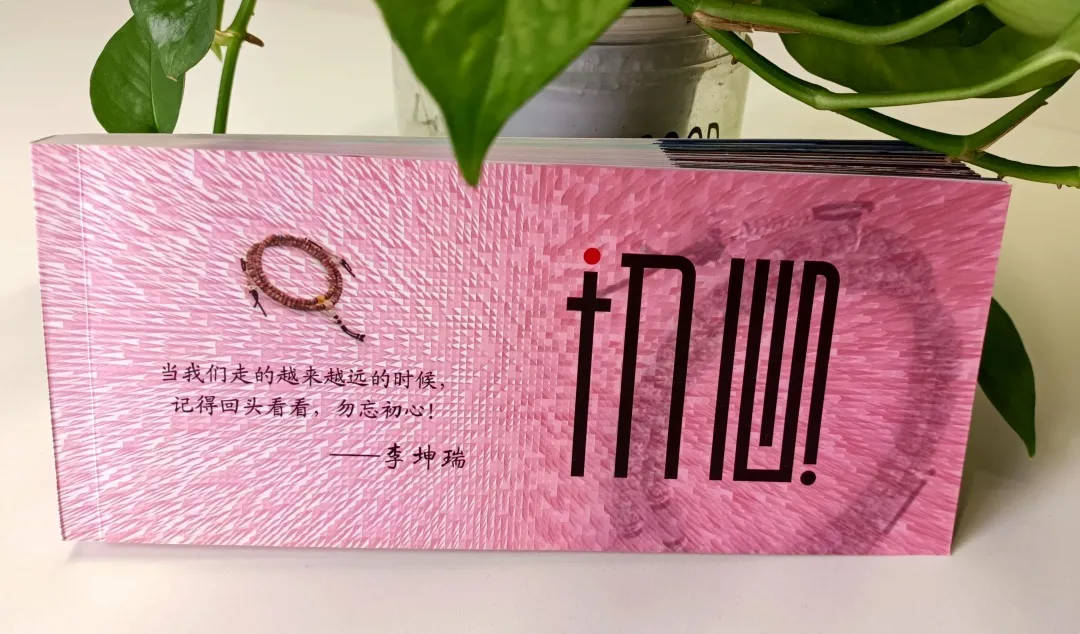 当我们走的越来越远的时候，
记得回头看看，勿忘初心！
——李坤瑞
初心